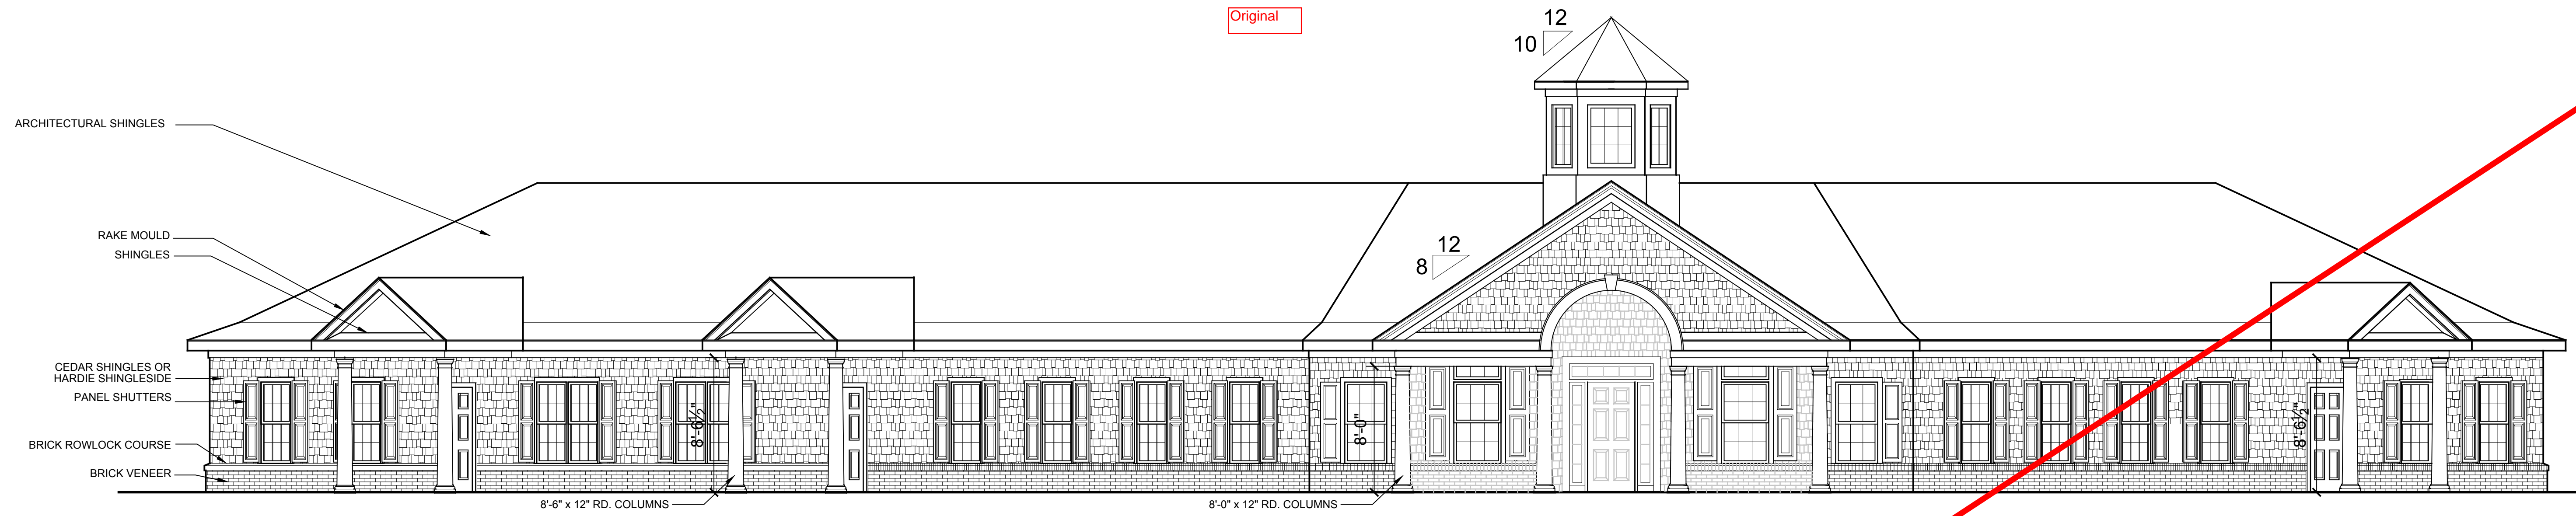 Original
12
10
ARCHITECTURAL SHINGLES
RAKE MOULD
SHINGLES
12
8
CEDAR SHINGLES OR
HARDIE SHINGLESIDE
PANEL SHUTTERS
BRICK ROWLOCK COURSE
BRICK VENEER
8'-6½"
8'-0"
8'-6½"
8'-6" x 12" RD. COLUMNS
8'-0" x 12" RD. COLUMNS